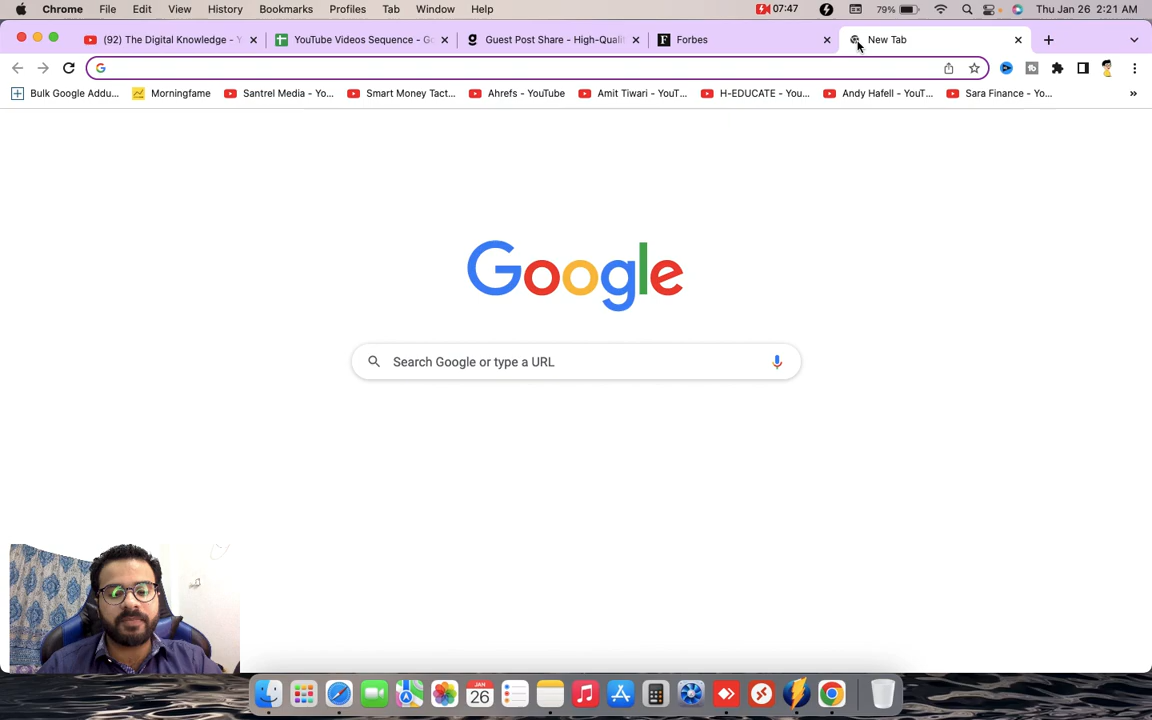 Chrome File Edit View History Bookmarks Profiles Tab Window Help 07:47 79% Thu Jan 26 2:21 AM
(92) The Digital Knowledge - Y YouTube Videos Sequence - Go Guest Post Share - High-Quali Forbes New Tab
Bulk Google Addu... Morningfame Santrel Media - Yo... Smart Money Tact... Ahrefs - YouTube Amit Tiwari - YouT... H-EDUCATE - You... Andy Hafell - YouT... Sara Finance - Yo... »
Google
Search Google or type a URL
JAN
26